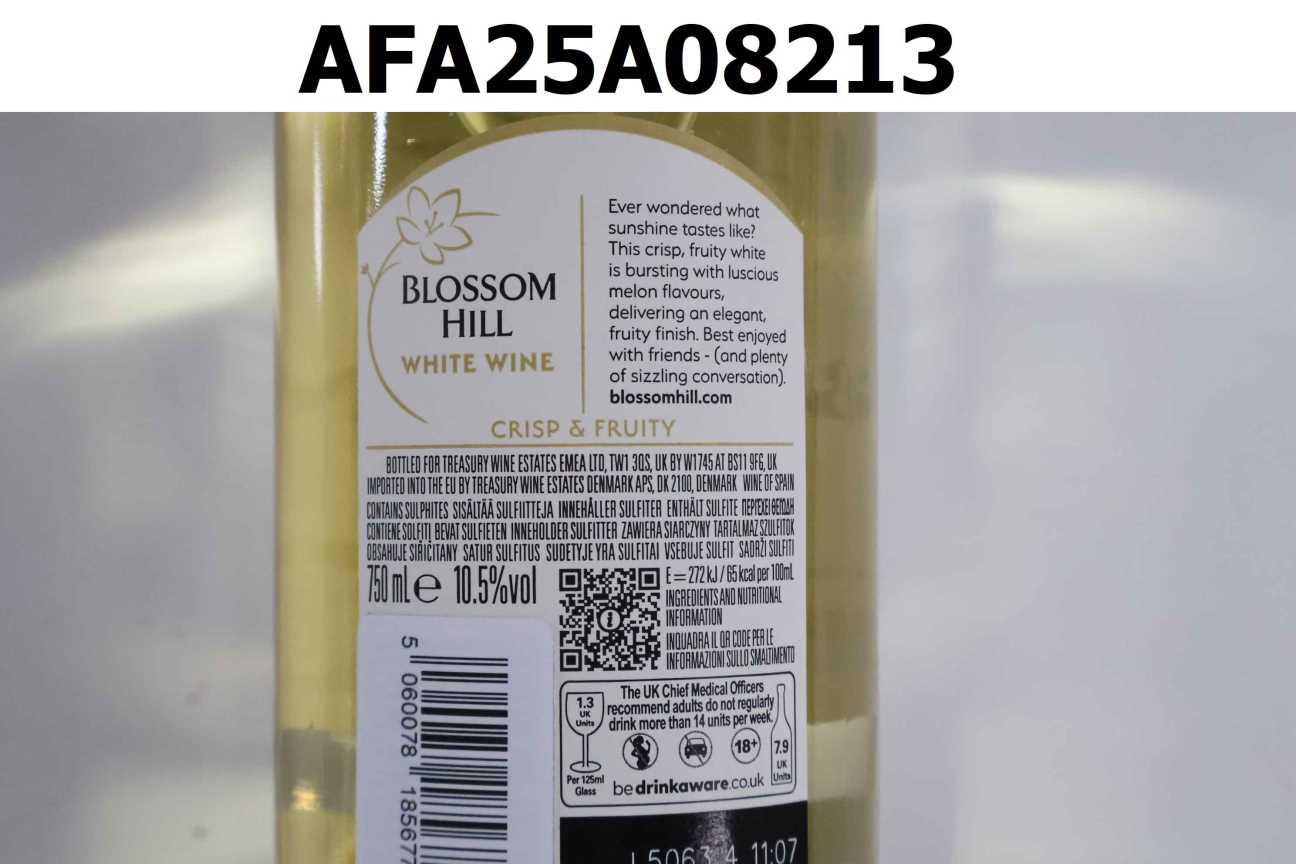 AFA25A08213
BLOSSOM
HILL
WHITE WINE
Ever wondered what
sunshine tastes like?
This crisp, fruity white
is bursting with luscious
melon flavours,
delivering an elegant,
fruity finish. Best enjoyed
with friends - (and plenty
of sizzling conversation).
blossomhill.com
CRISP & FRUITY
BOTTLED FOR TREASURY WINE ESTATES EMEA LTD, TW1 3QS, UK BY W1745 AT BS11 9FG, UK
IMPORTED INTO THE EU BY TREASURY WINE ESTATES DENMARK APS, DK 2100, DENMARK WINE OF SPAIN
CONTAINS SULPHITES SISÄLTÄÄ SULFIITTEJA INNEHÅLLER SULFITER ENTHÄLT SULFITE ΠΕΡΙΕΧΕΙ ΘΕΙΩΔΗ
CONTIENE SOLFITI BEVAT SULFIETEN INNEHOLDER SULFITTER ZAWIERA SIARCZYNY TARTALMAZ SZULFITOK
OBSAHUJE SIŘIČITANY SATUR SULFITUS SUDETYJE YRA SULFITAI VSEBUJE SULFIT SADRŽI SULFITI
750 mL e 10.5%vol
E = 272 kJ / 65 kcal per 100mL
INGREDIENTS AND NUTRITIONAL
INFORMATION
INQUADRA IL QR CODE PER LE
INFORMAZIONI SULLO SMALTIMENTO
The UK Chief Medical Officers
recommend adults do not regularly
drink more than 14 units per week.
1.3
UK
Units
Per 125ml
Glass
18+
7.9
UK
Units
bedrinkaware.co.uk
5 060078 18567
L5063 4 11:07